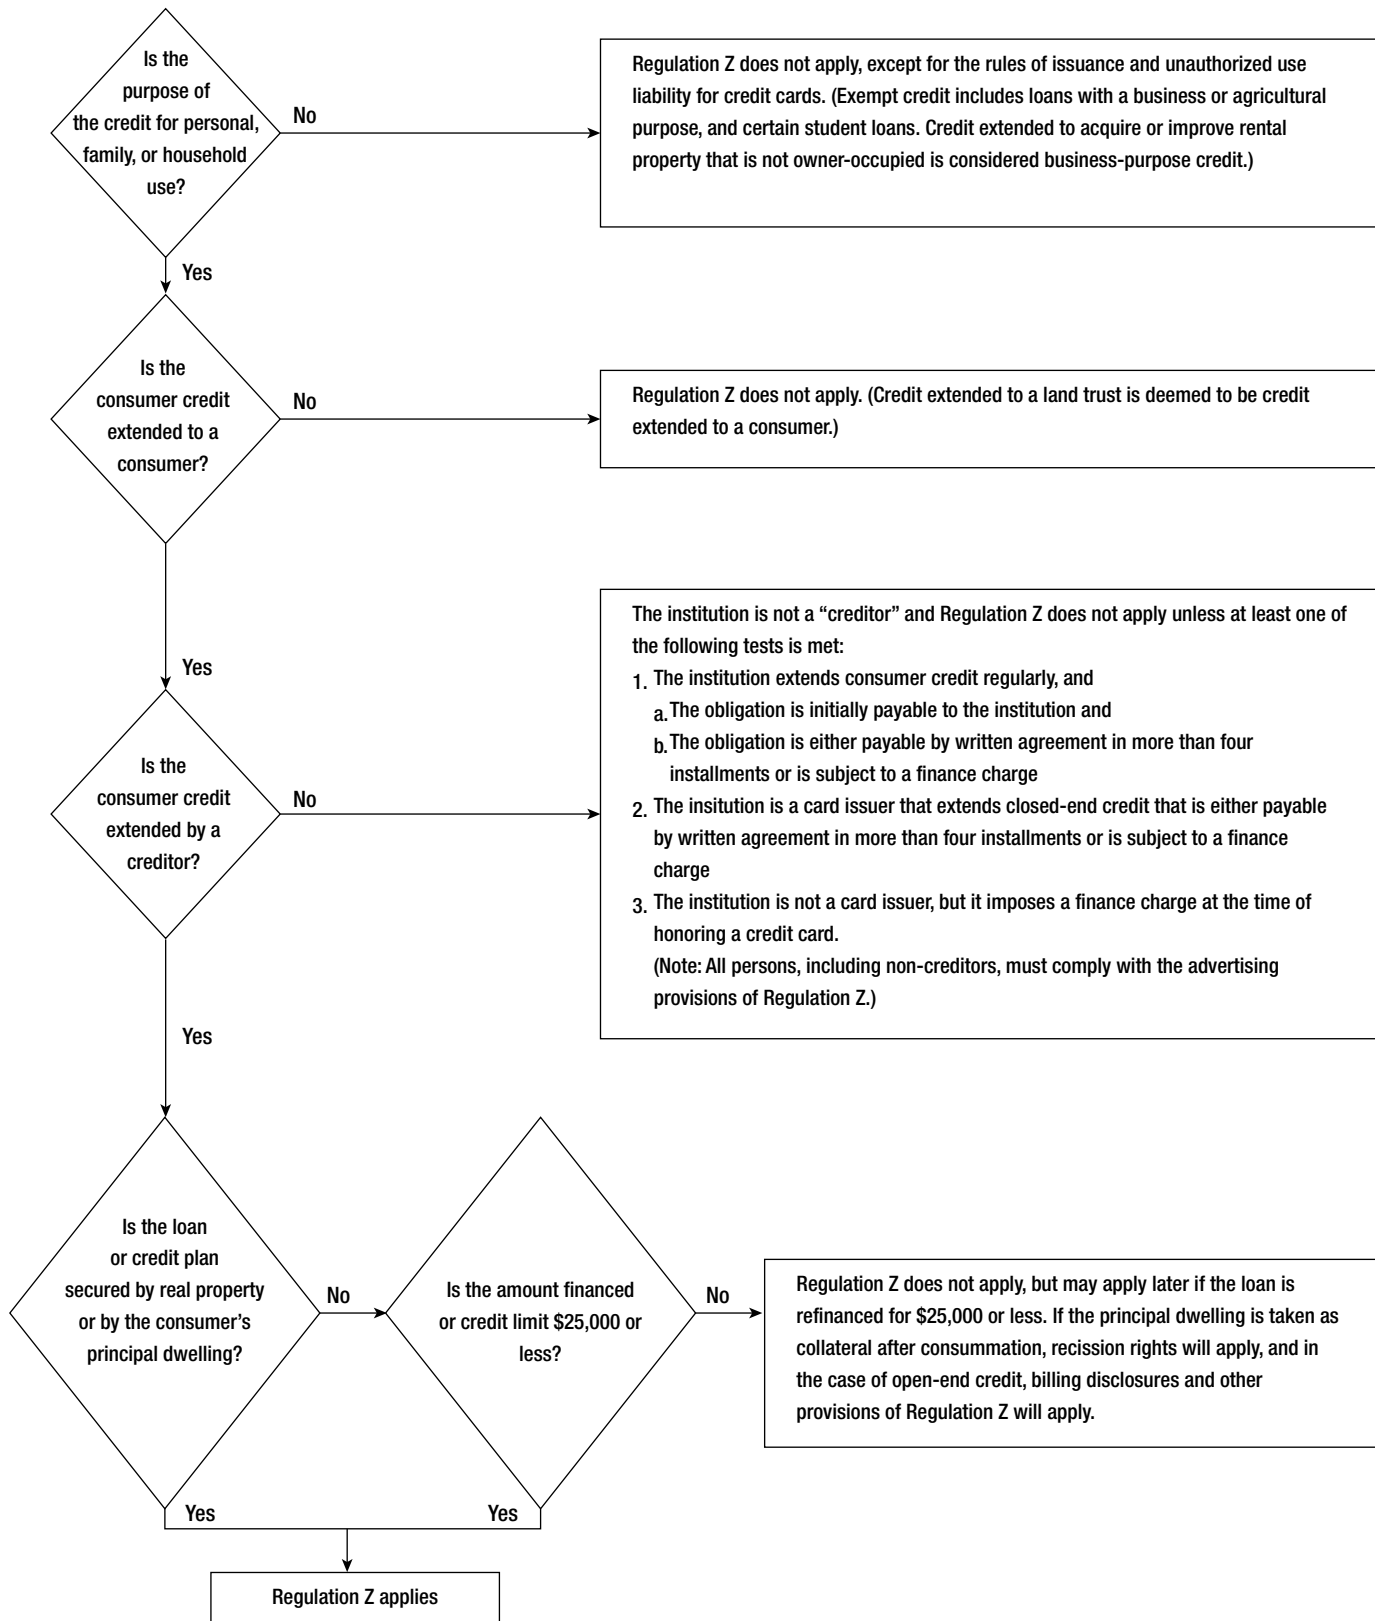 Is the
purpose of
the credit for personal,
family, or household
use?
No
Regulation Z does not apply, except for the rules of issuance and unauthorized use
liability for credit cards. (Exempt credit includes loans with a business or agricultural
purpose, and certain student loans. Credit extended to acquire or improve rental
property that is not owner-occupied is considered business-purpose credit.)
Yes
Is the
consumer credit
extended to a
consumer?
No
Regulation Z does not apply. (Credit extended to a land trust is deemed to be credit
extended to a consumer.)
Yes
Is the
consumer credit
extended by a
creditor?
No
The institution is not a “creditor” and Regulation Z does not apply unless at least one of
the following tests is met:
1. The institution extends consumer credit regularly, and
a. The obligation is initially payable to the institution and
b. The obligation is either payable by written agreement in more than four
installments or is subject to a finance charge
2. The insitution is a card issuer that extends closed-end credit that is either payable
by written agreement in more than four installments or is subject to a finance
charge
3. The institution is not a card issuer, but it imposes a finance charge at the time of
honoring a credit card.
(Note: All persons, including non-creditors, must comply with the advertising
provisions of Regulation Z.)
Yes
Is the loan
or credit plan
secured by real property
or by the consumer’s
principal dwelling?
No
Is the amount financed
or credit limit $25,000 or
less?
No
Regulation Z does not apply, but may apply later if the loan is
refinanced for $25,000 or less. If the principal dwelling is taken as
collateral after consummation, recission rights will apply, and in
the case of open-end credit, billing disclosures and other
provisions of Regulation Z will apply.
Yes
Yes
Regulation Z applies